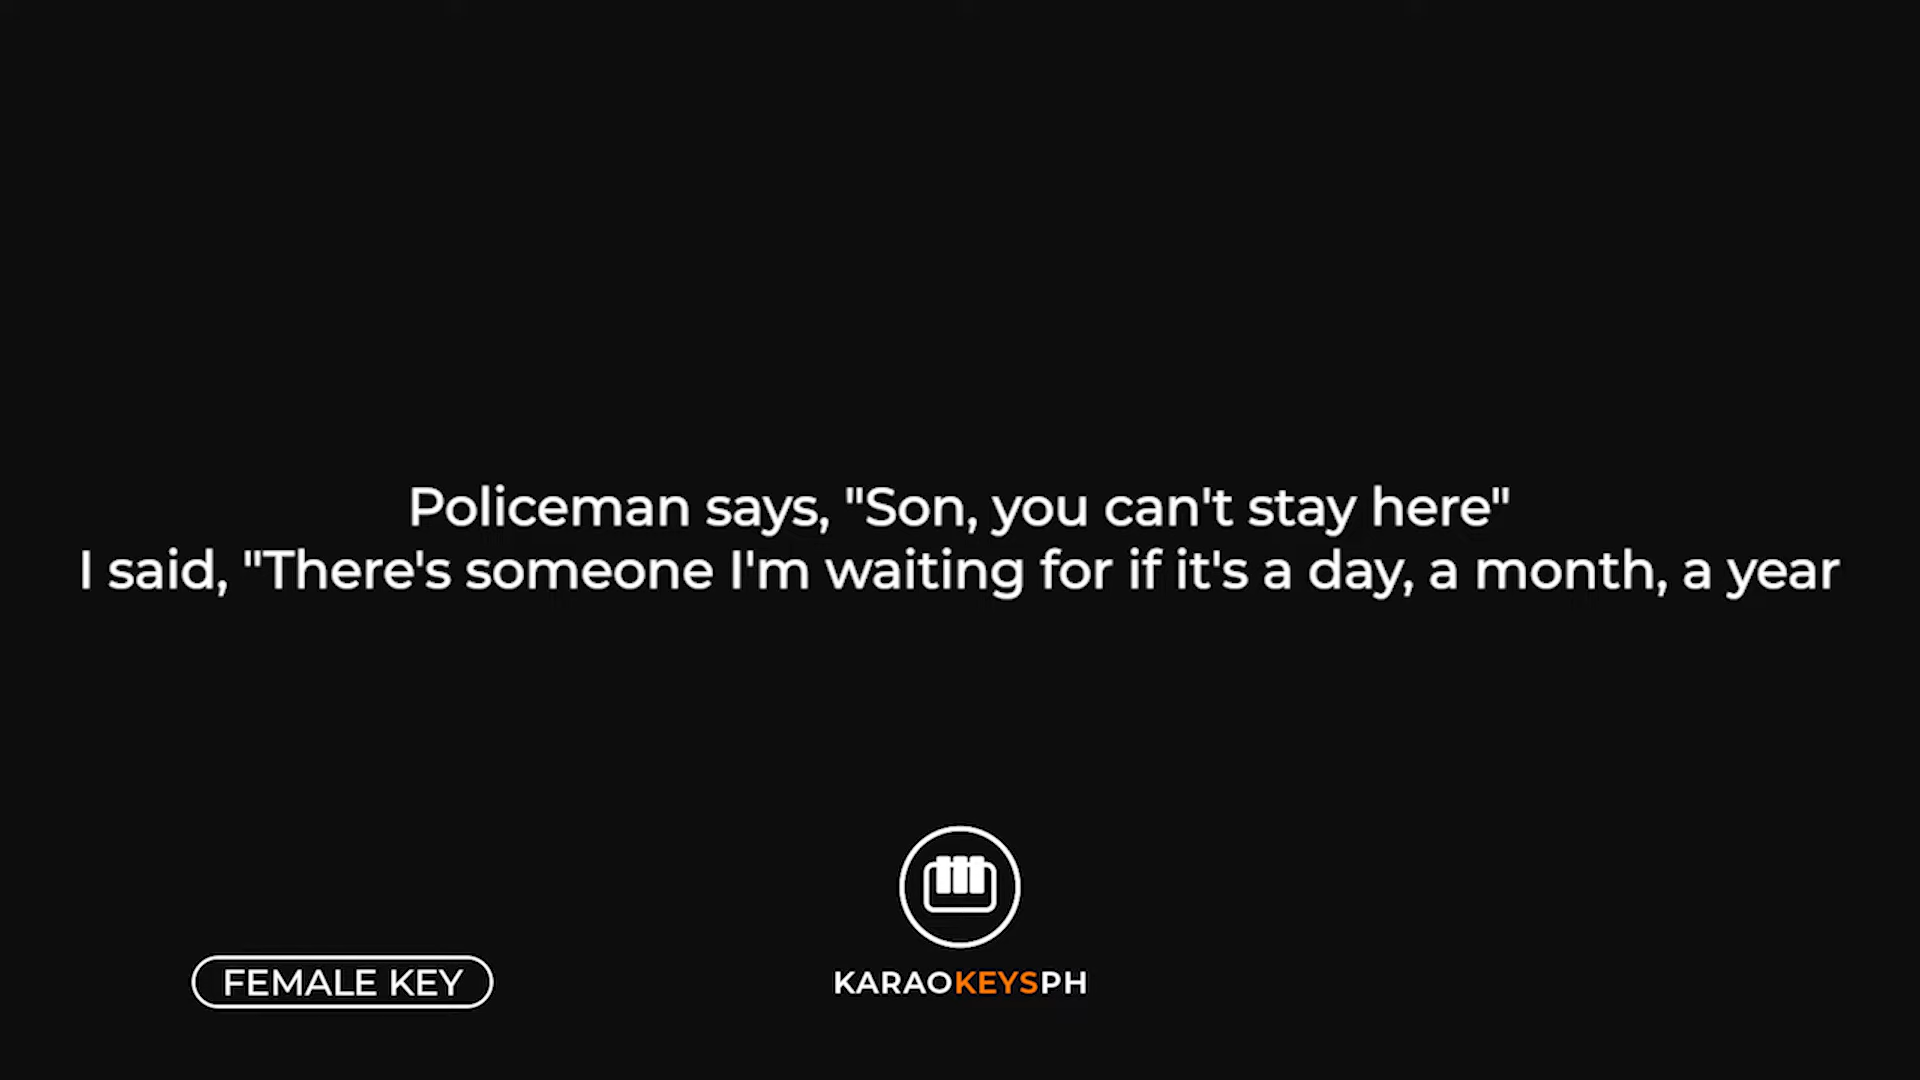 Policeman says, "Son, you can't stay here"
I said, "There's someone I'm waiting for if it's a day, a month, a year
FEMALE KEY
KARAOKEYSPH